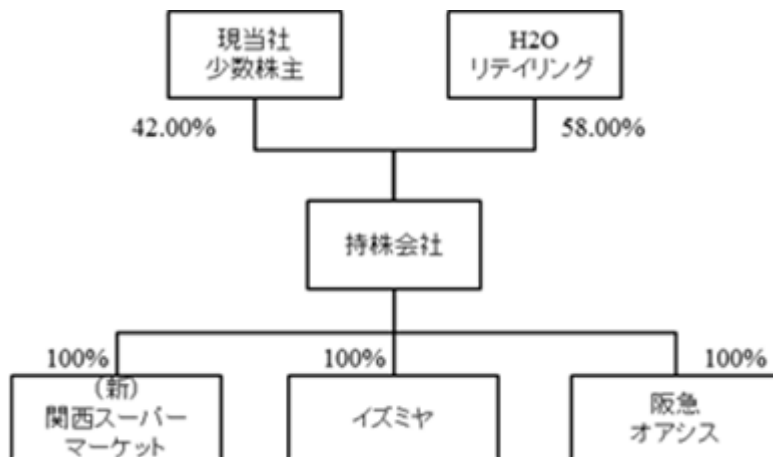 現当社
少数株主
H2O
リテイリング
42.00%
58.00%
持株会社
100%
100%
100%
(新)
関西スーパー
マーケット
イズミヤ
阪急
オアシス